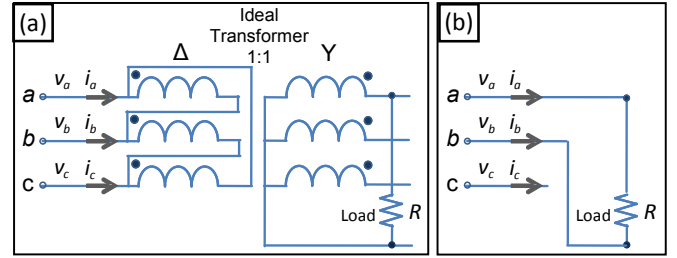 (a)
Ideal
Transformer
1:1
Δ
Y
v_a i_a
a
v_b i_b
b
v_c i_c
c
Load R
(b)
v_a i_a
a
v_b i_b
b
v_c i_c
c
Load R